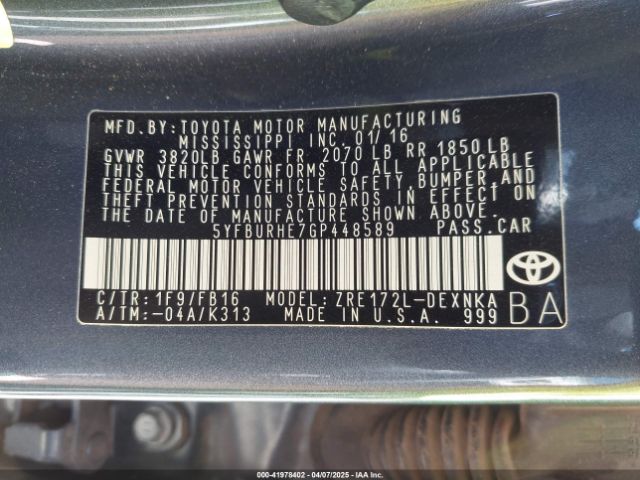 MFD.BY:TOYOTA MOTOR MANUFACTURING
MISSISSIPPI INC.01/16
GVWR 3820LB GAWR FR 2070 LB RR 1850 LB
THIS VEHICLE CONFORMS TO ALL APPLICABLE
FEDERAL MOTOR VEHICLE SAFETY,BUMPER,AND
THEFT PREVENTION STANDARDS IN EFFECT ON
THE DATE OF MANUFACTURE SHOWN ABOVE.
5YFBURHE7GP448589 PASS.CAR
C/TR:1F9/FB16 MODEL:ZRE172L-DEXNKA
A/TM:-04A/K313 MADE IN U.S.A. 999
BA
000-41978402 - 04/07/2025 - Copyright IAA, Inc.